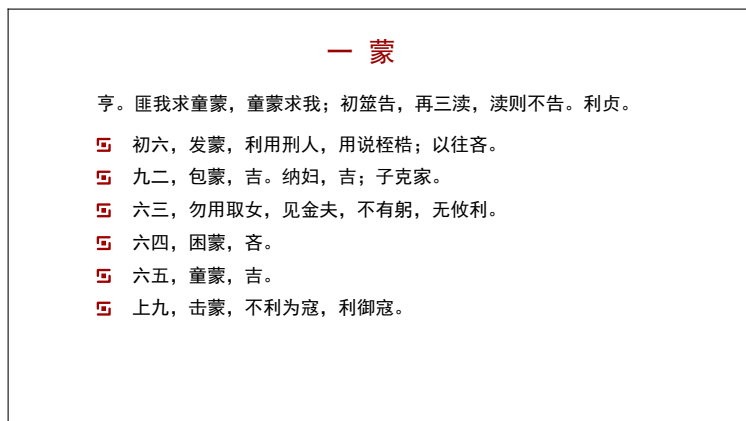 一 蒙
亨。匪我求童蒙，童蒙求我；初筮告，再三渎，渎则不告。利贞。
初六，发蒙，利用刑人，用说桎梏；以往吝。
九二，包蒙，吉。纳妇，吉；子克家。
六三，勿用取女，见金夫，不有躬，无攸利。
六四，困蒙，吝。
六五，童蒙，吉。
上九，击蒙，不利为寇，利御寇。